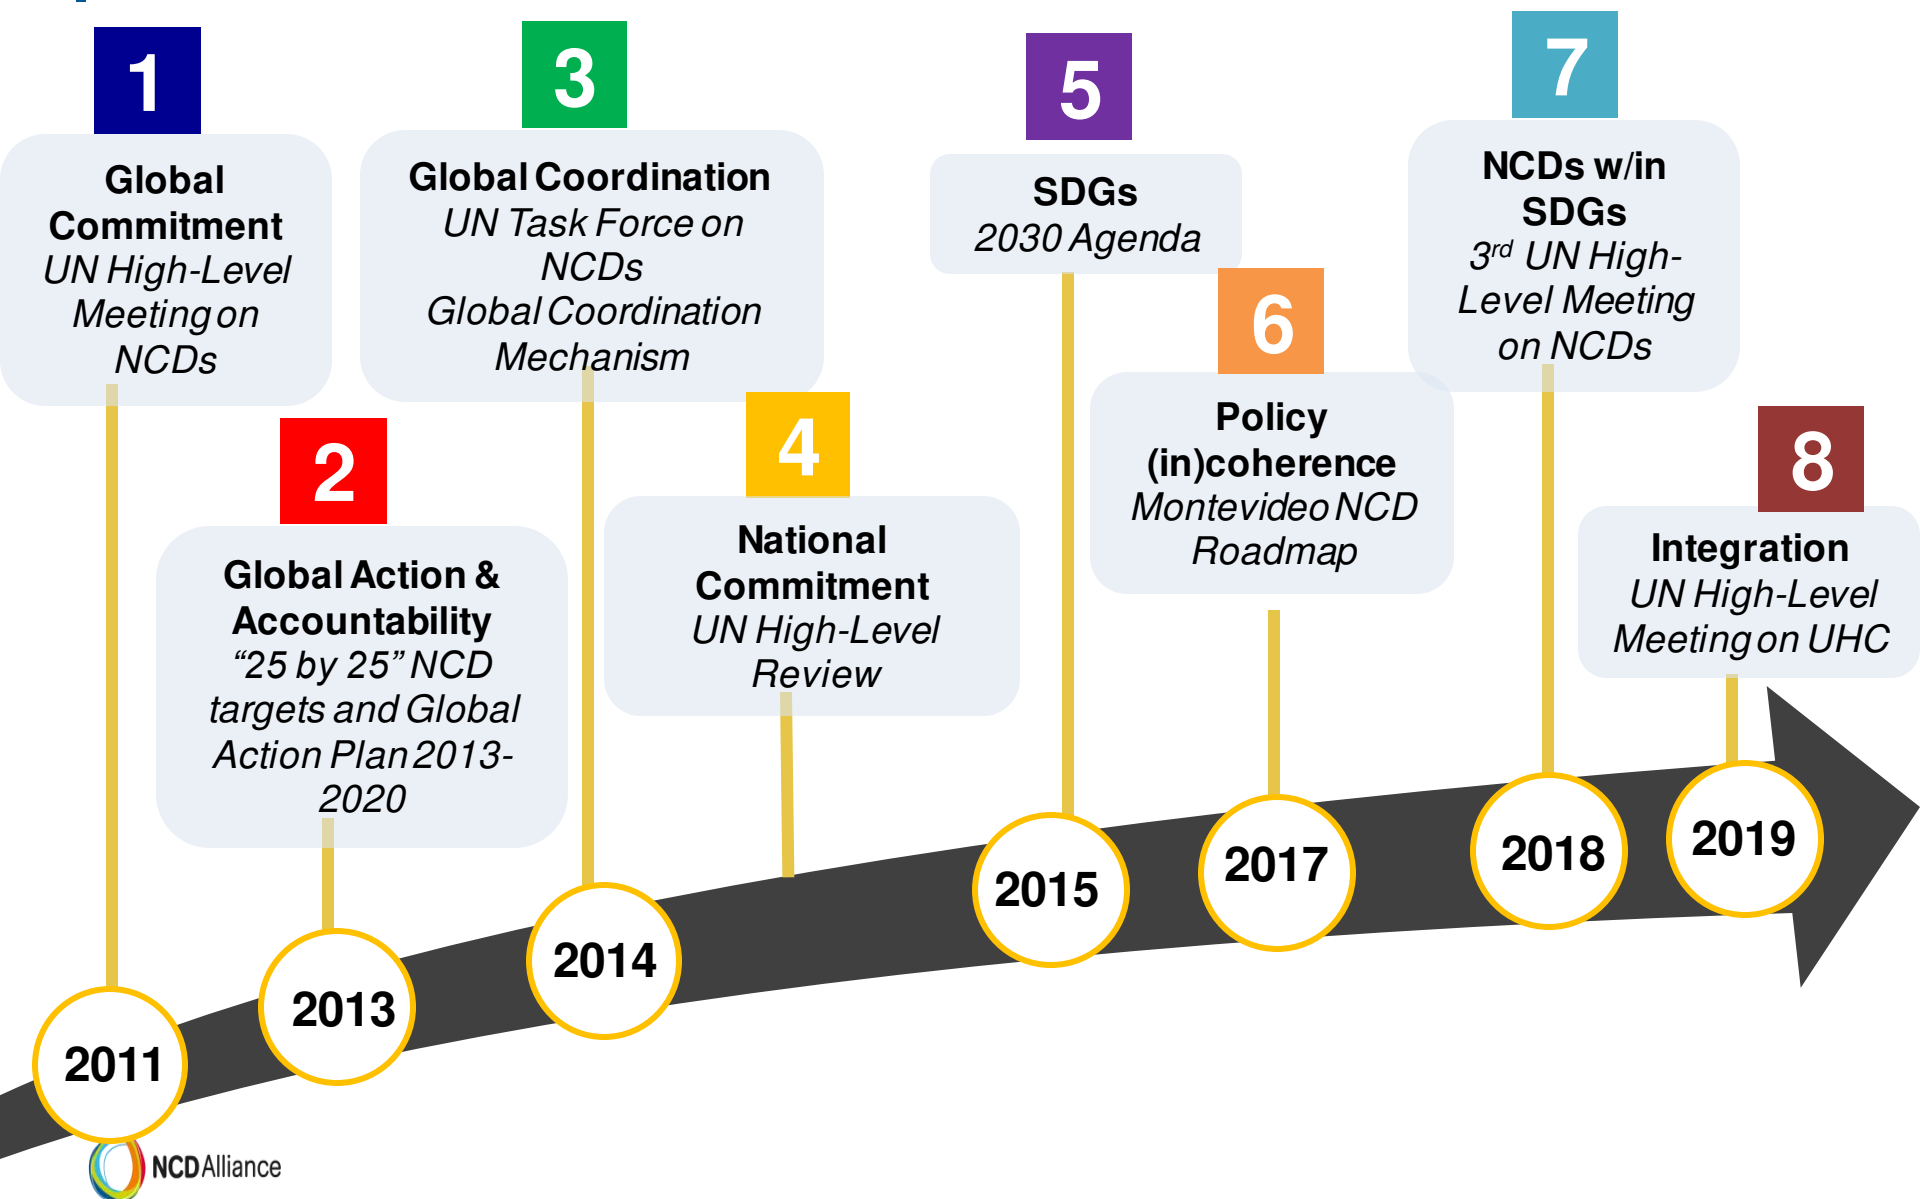 1
Global
Commitment
UN High-Level
Meeting on
NCDs
2
Global Action &
Accountability
“25 by 25” NCD
targets and Global
Action Plan 2013-
2020
3
Global Coordination
UN Task Force on
NCDs
Global Coordination
Mechanism
4
National
Commitment
UN High-Level
Review
5
SDGs
2030 Agenda
6
Policy
(in)coherence
Montevideo NCD
Roadmap
7
NCDs w/in
SDGs
3rd UN High-
Level Meeting
on NCDs
8
Integration
UN High-Level
Meeting on UHC
2011
2013
2014
2015
2017
2018
2019
NCD Alliance